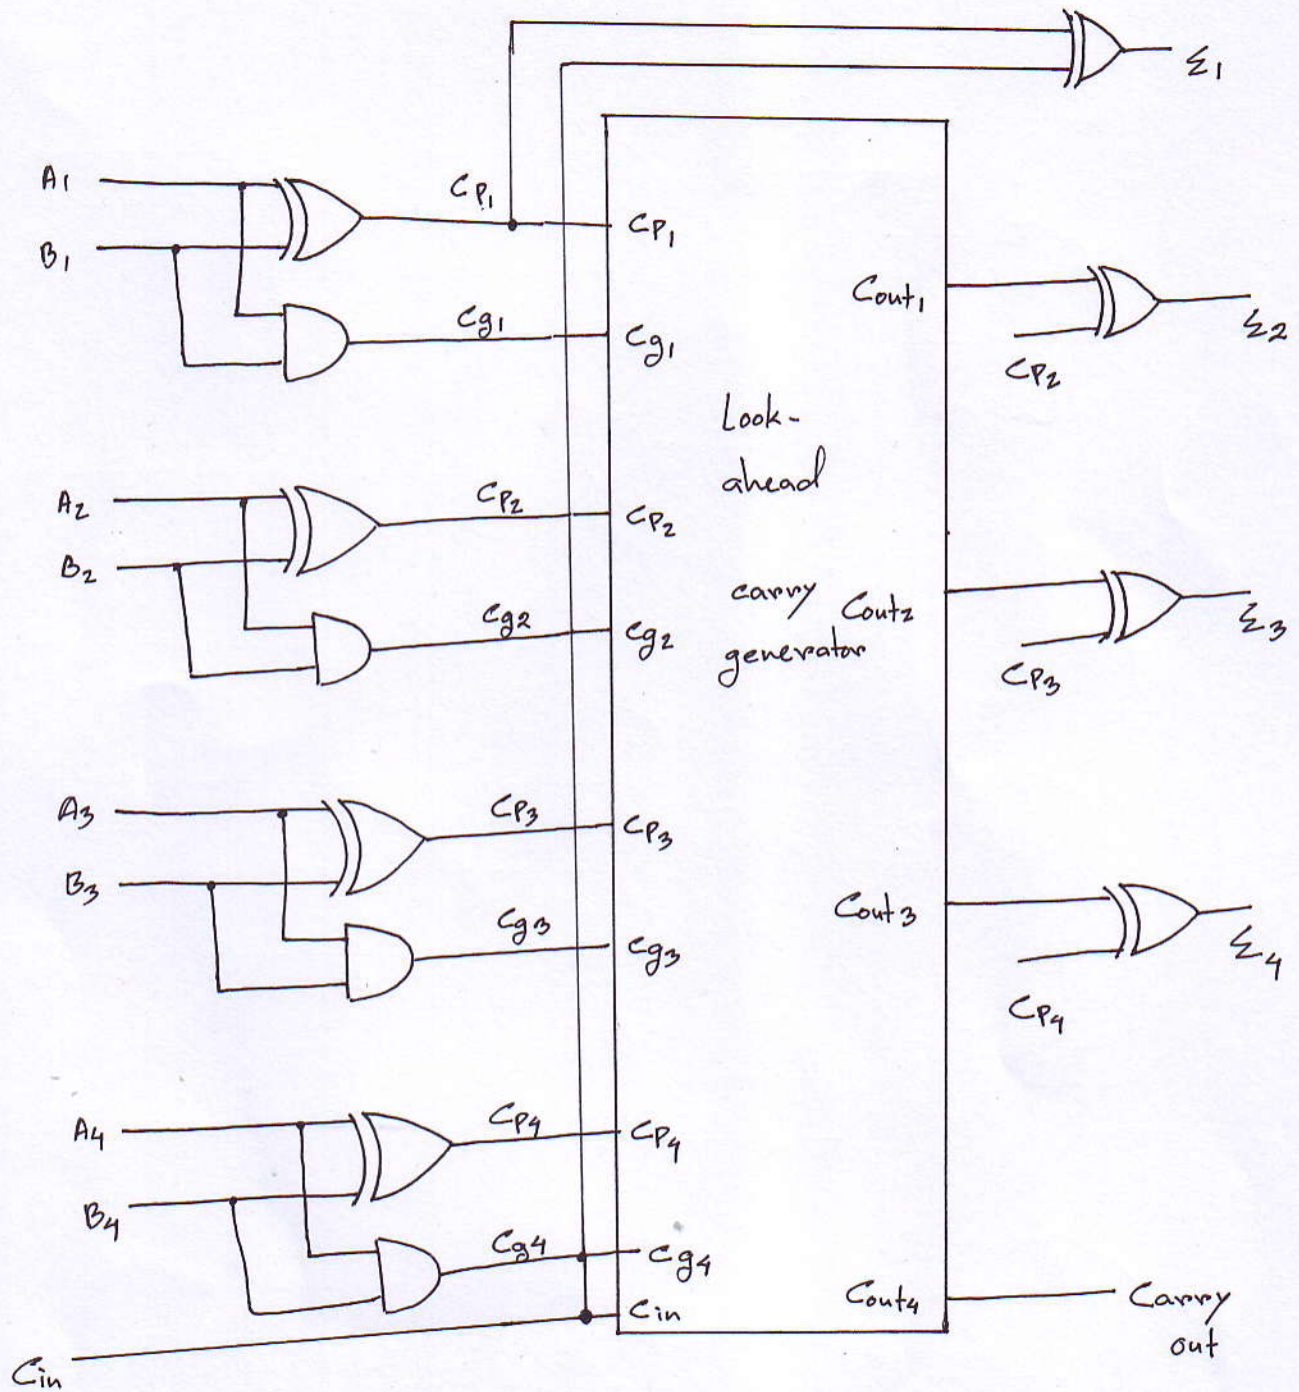 Σ1
A1
Cp1
B1
Cp1
Cout1
Cg1
Cg1
Σ2
Cp2
Look-
ahead
carry
generator
A2
Cp2
Cp2
B2
Cg2
Cg2
Cout2
Σ3
Cp3
A3
Cp3
Cp3
B3
Cg3
Cg3
Cout3
Σ4
Cp4
A4
Cp4
Cp4
B4
Cg4
Cg4
Cin
Cout4
Carry
out
Cin